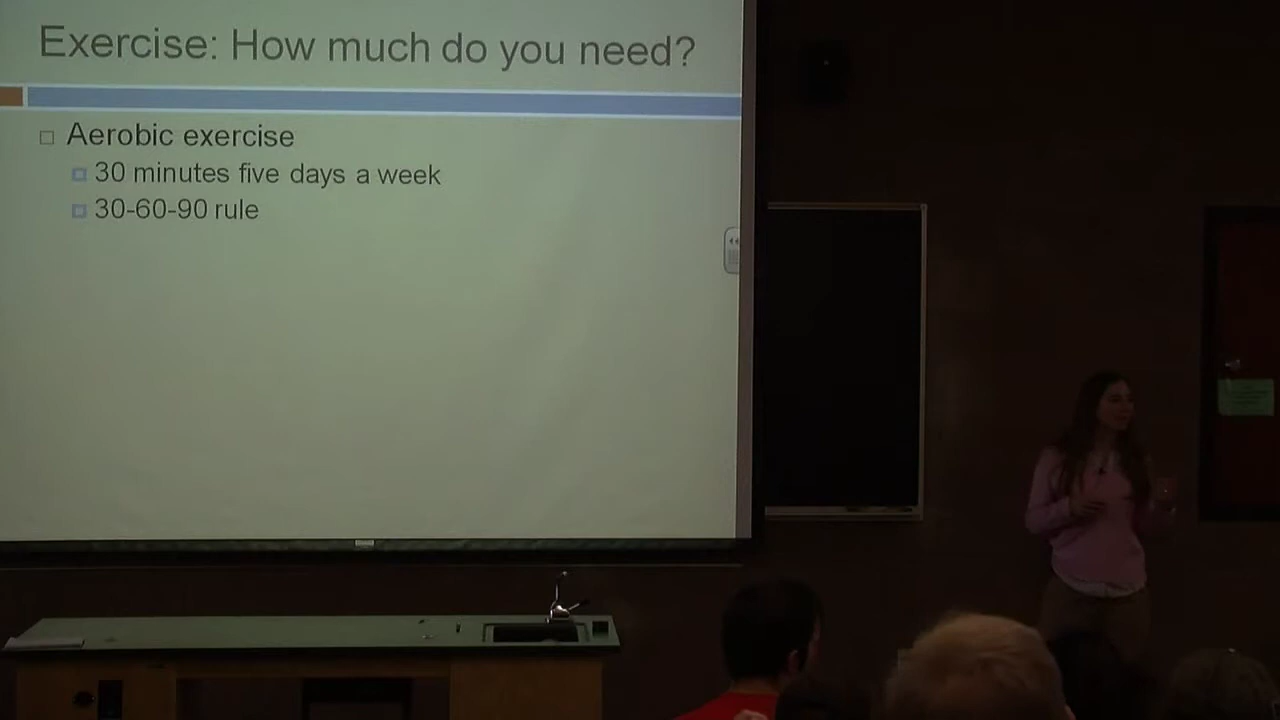 Exercise: How much do you need?
Aerobic exercise
30 minutes five days a week
30-60-90 rule